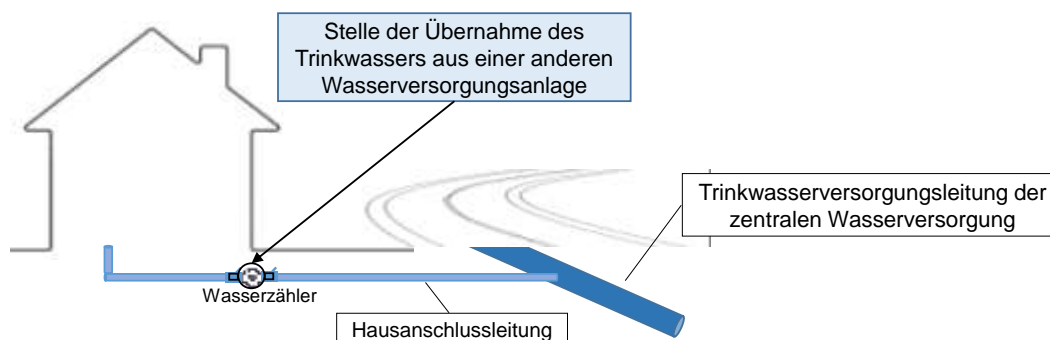 Stelle der Übernahme des
Trinkwassers aus einer anderen
Wasserversorgungsanlage
Trinkwasserversorgungsleitung der
zentralen Wasserversorgung
Wasserzähler
Hausanschlussleitung